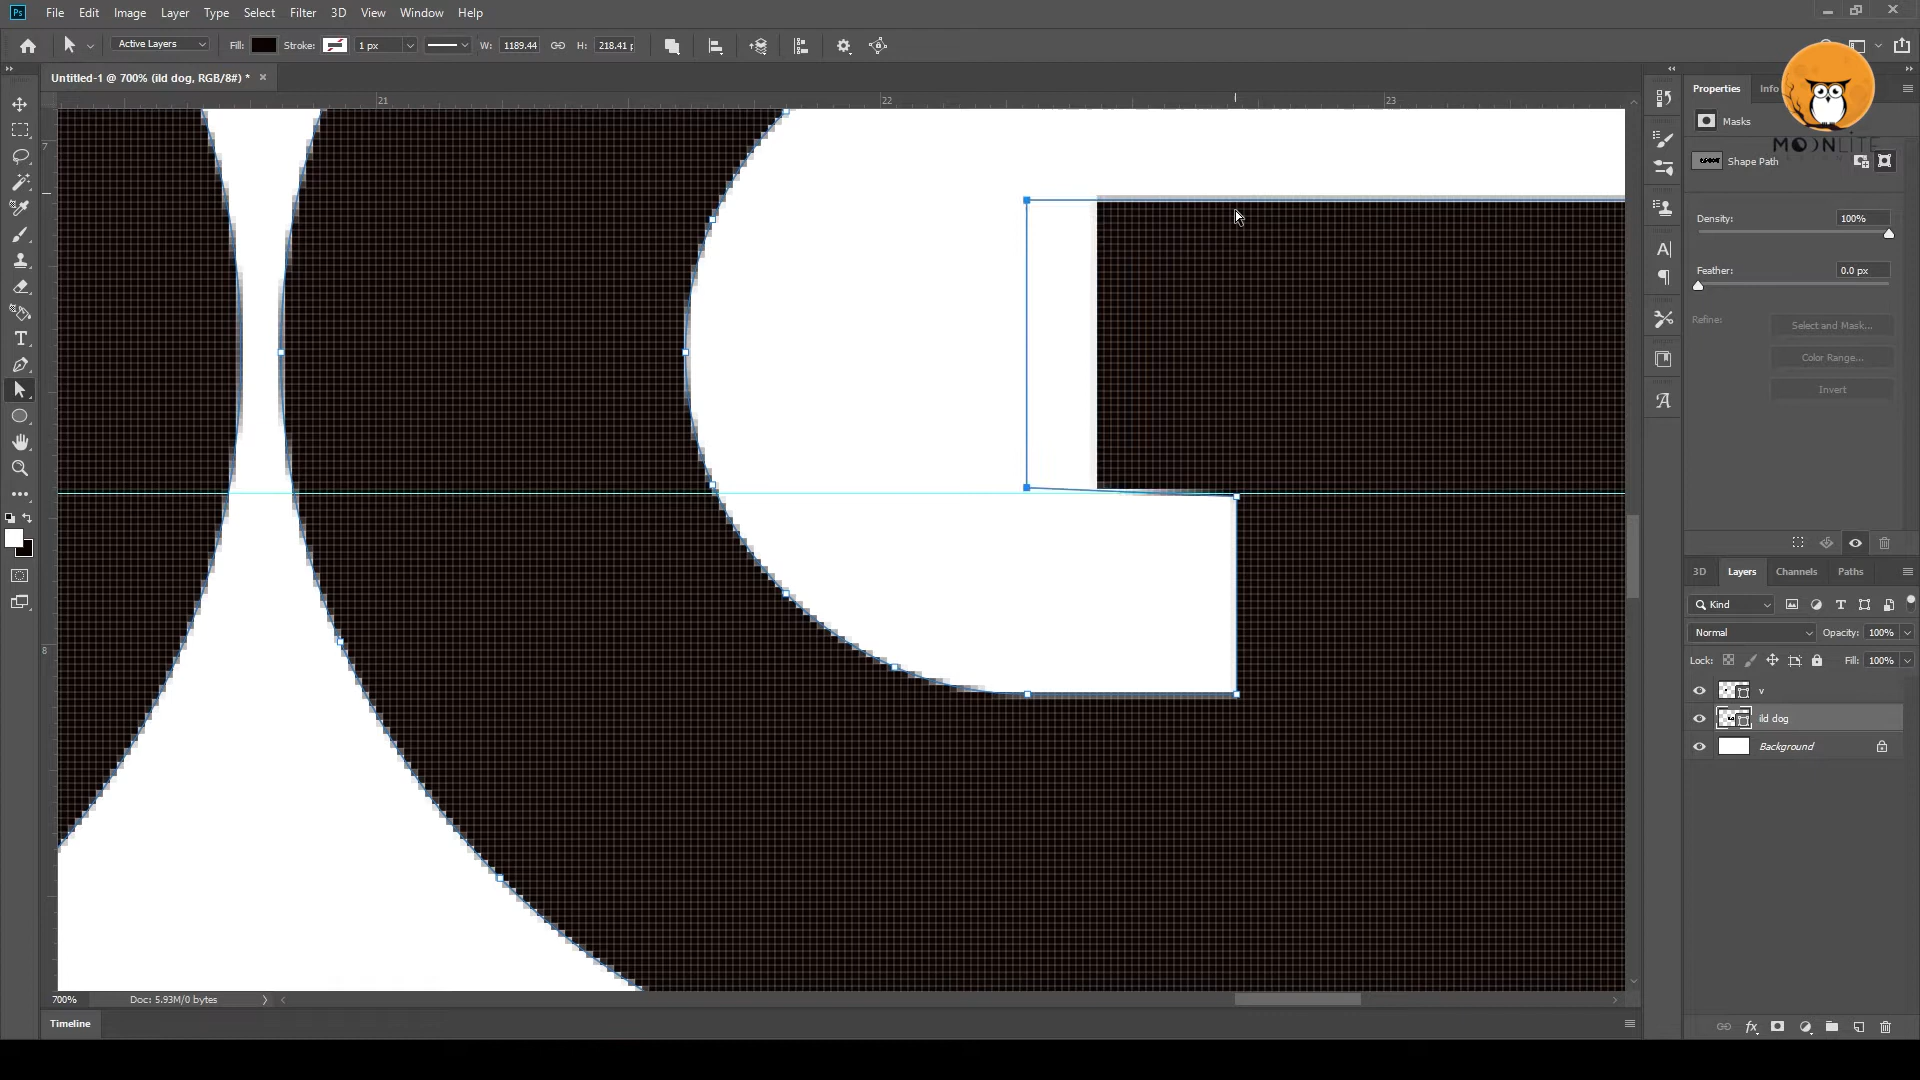 Ps File Edit Image Layer Type Select Filter 3D View Window Help
Active Layers Fill: Stroke: 1 px W: 1189.44 H: 218.41 p
Untitled-1 @ 700% (ild dog, RGB/8#) *
21 22 23
7
8
Properties Info
Masks
MOONLITE
Shape Path
Density: 100%
Feather: 0.0 px
Refine: Select and Mask...
Color Range...
Invert
3D Layers Channels Paths
Kind
Normal Opacity: 100%
Lock: Fill: 100%
v
ild dog
Background
700% Doc: 5.93M/0 bytes
Timeline